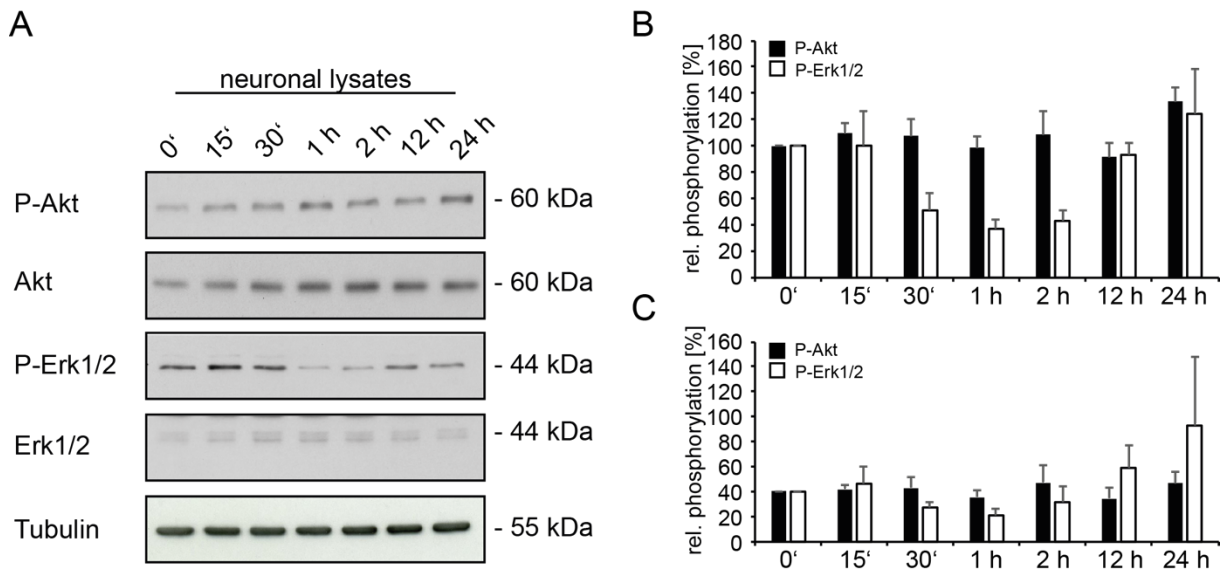 A
neuronal lysates
0‘ 15‘ 30‘ 1 h 2 h 12 h 24 h
P-Akt - 60 kDa
Akt - 60 kDa
P-Erk1/2 - 44 kDa
Erk1/2 - 44 kDa
Tubulin - 55 kDa
B
rel. phosphorylation [%]
180
160
140
120
100
80
60
40
20
0
P-Akt
P-Erk1/2
0‘ 15‘ 30‘ 1 h 2 h 12 h 24 h
C
rel. phosphorylation [%]
160
140
120
100
80
60
40
20
0
P-Akt
P-Erk1/2
0‘ 15‘ 30‘ 1 h 2 h 12 h 24 h